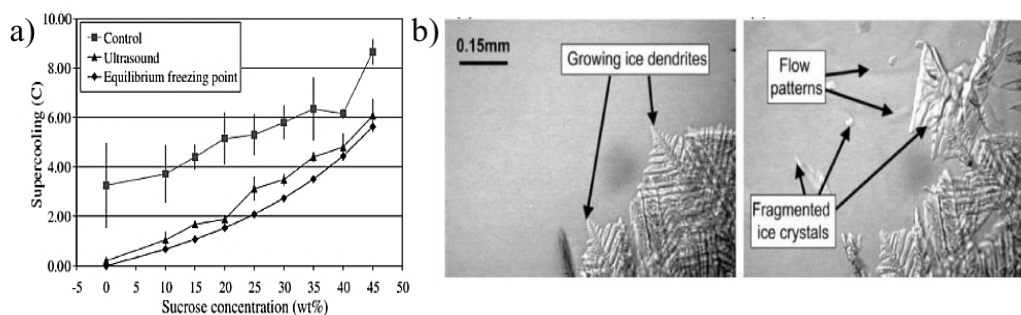 a)
10.00
8.00
6.00
4.00
2.00
0.00
Supercooling (C)
Control
Ultrasound
Equilibrium freezing point
-5 0 5 10 15 20 25 30 35 40 45 50
Sucrose concentration (wt%)
b)
0.15mm
Growing ice dendrites
Flow
patterns
Fragmented
ice crystals